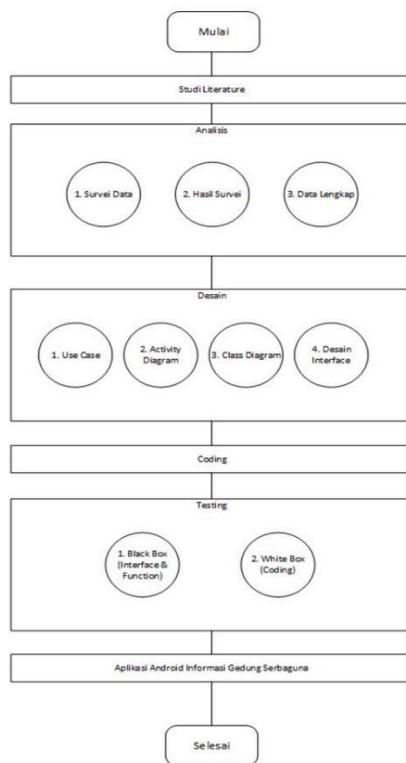 Mulai
Studi Literature
Analisis
1. Survei Data
2. Hasil Survei
3. Data Lengkap
Desain
1. Use Case
2. Activity
Diagram
3. Class Diagram
4. Desain
Interface
Coding
Testing
1. Black Box
(Interface &
Function)
2. White Box
(Coding)
Aplikasi Android Informasi Gedung Serbaguna
Selesai